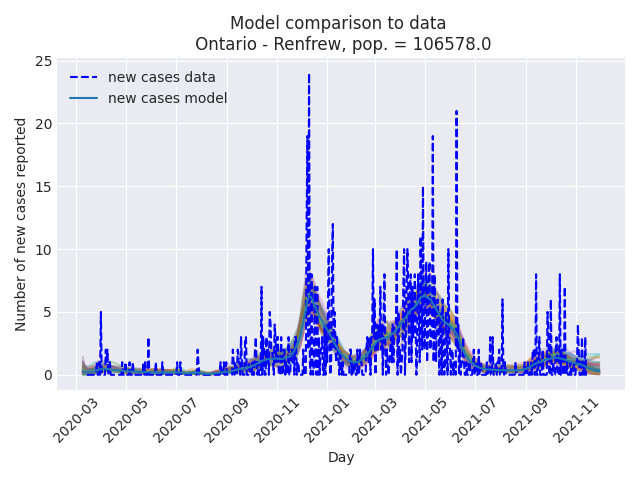 Model comparison to data
Ontario - Renfrew, pop. = 106578.0
new cases data
new cases model
Number of new cases reported
25
20
15
10
5
0
2020-03
2020-05
2020-07
2020-09
2020-11
2021-01
2021-03
2021-05
2021-07
2021-09
2021-11
Day